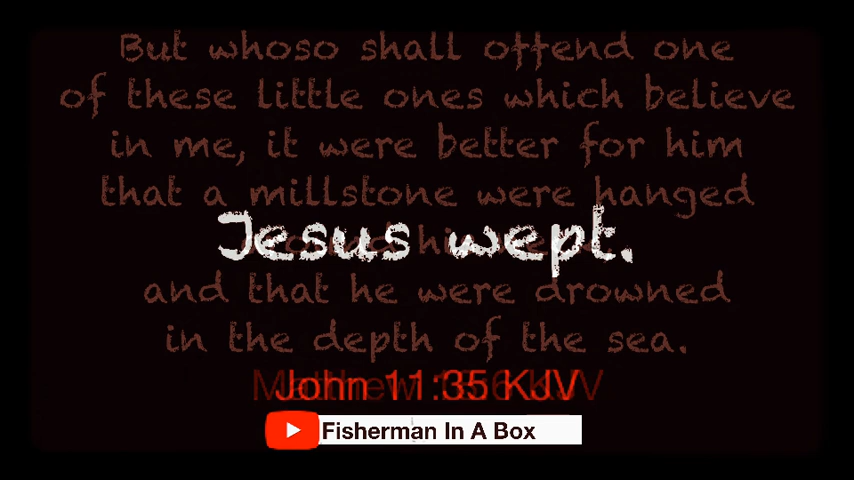 But whoso shall offend one
of these little ones which believe
in me, it were better for him
that a millstone were hanged
Jesus wept.
and that he were drowned
in the depth of the sea.
John 11:35 KJV
Fisherman In A Box